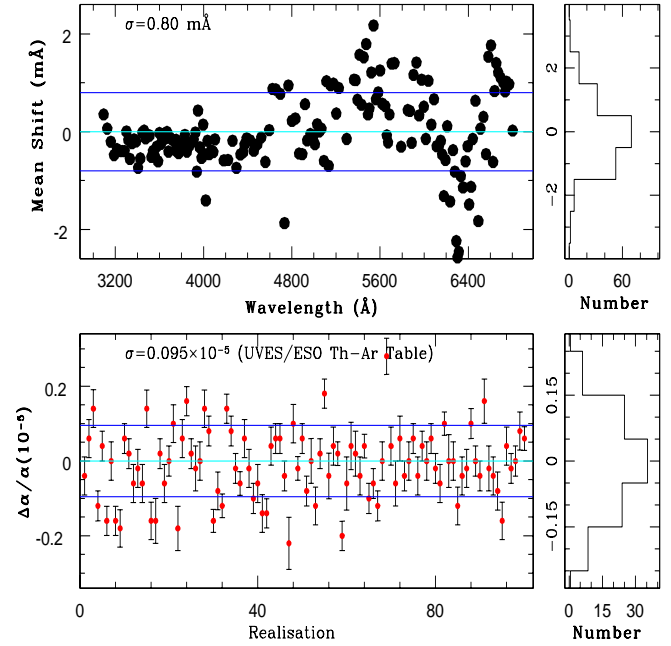 σ=0.80 mÅ
Mean Shift (mÅ)
2
0
-2
3200 4000 4800 5600 6400
Wavelength (Å)
2
0
-2
0 60
Number
σ=0.095×10⁻⁵ (UVES/ESO Th-Ar Table)
Δα/α(10⁻⁵)
0.2
0
-0.2
0 40 80
Realisation
0.15
0
-0.15
0 15 30
Number